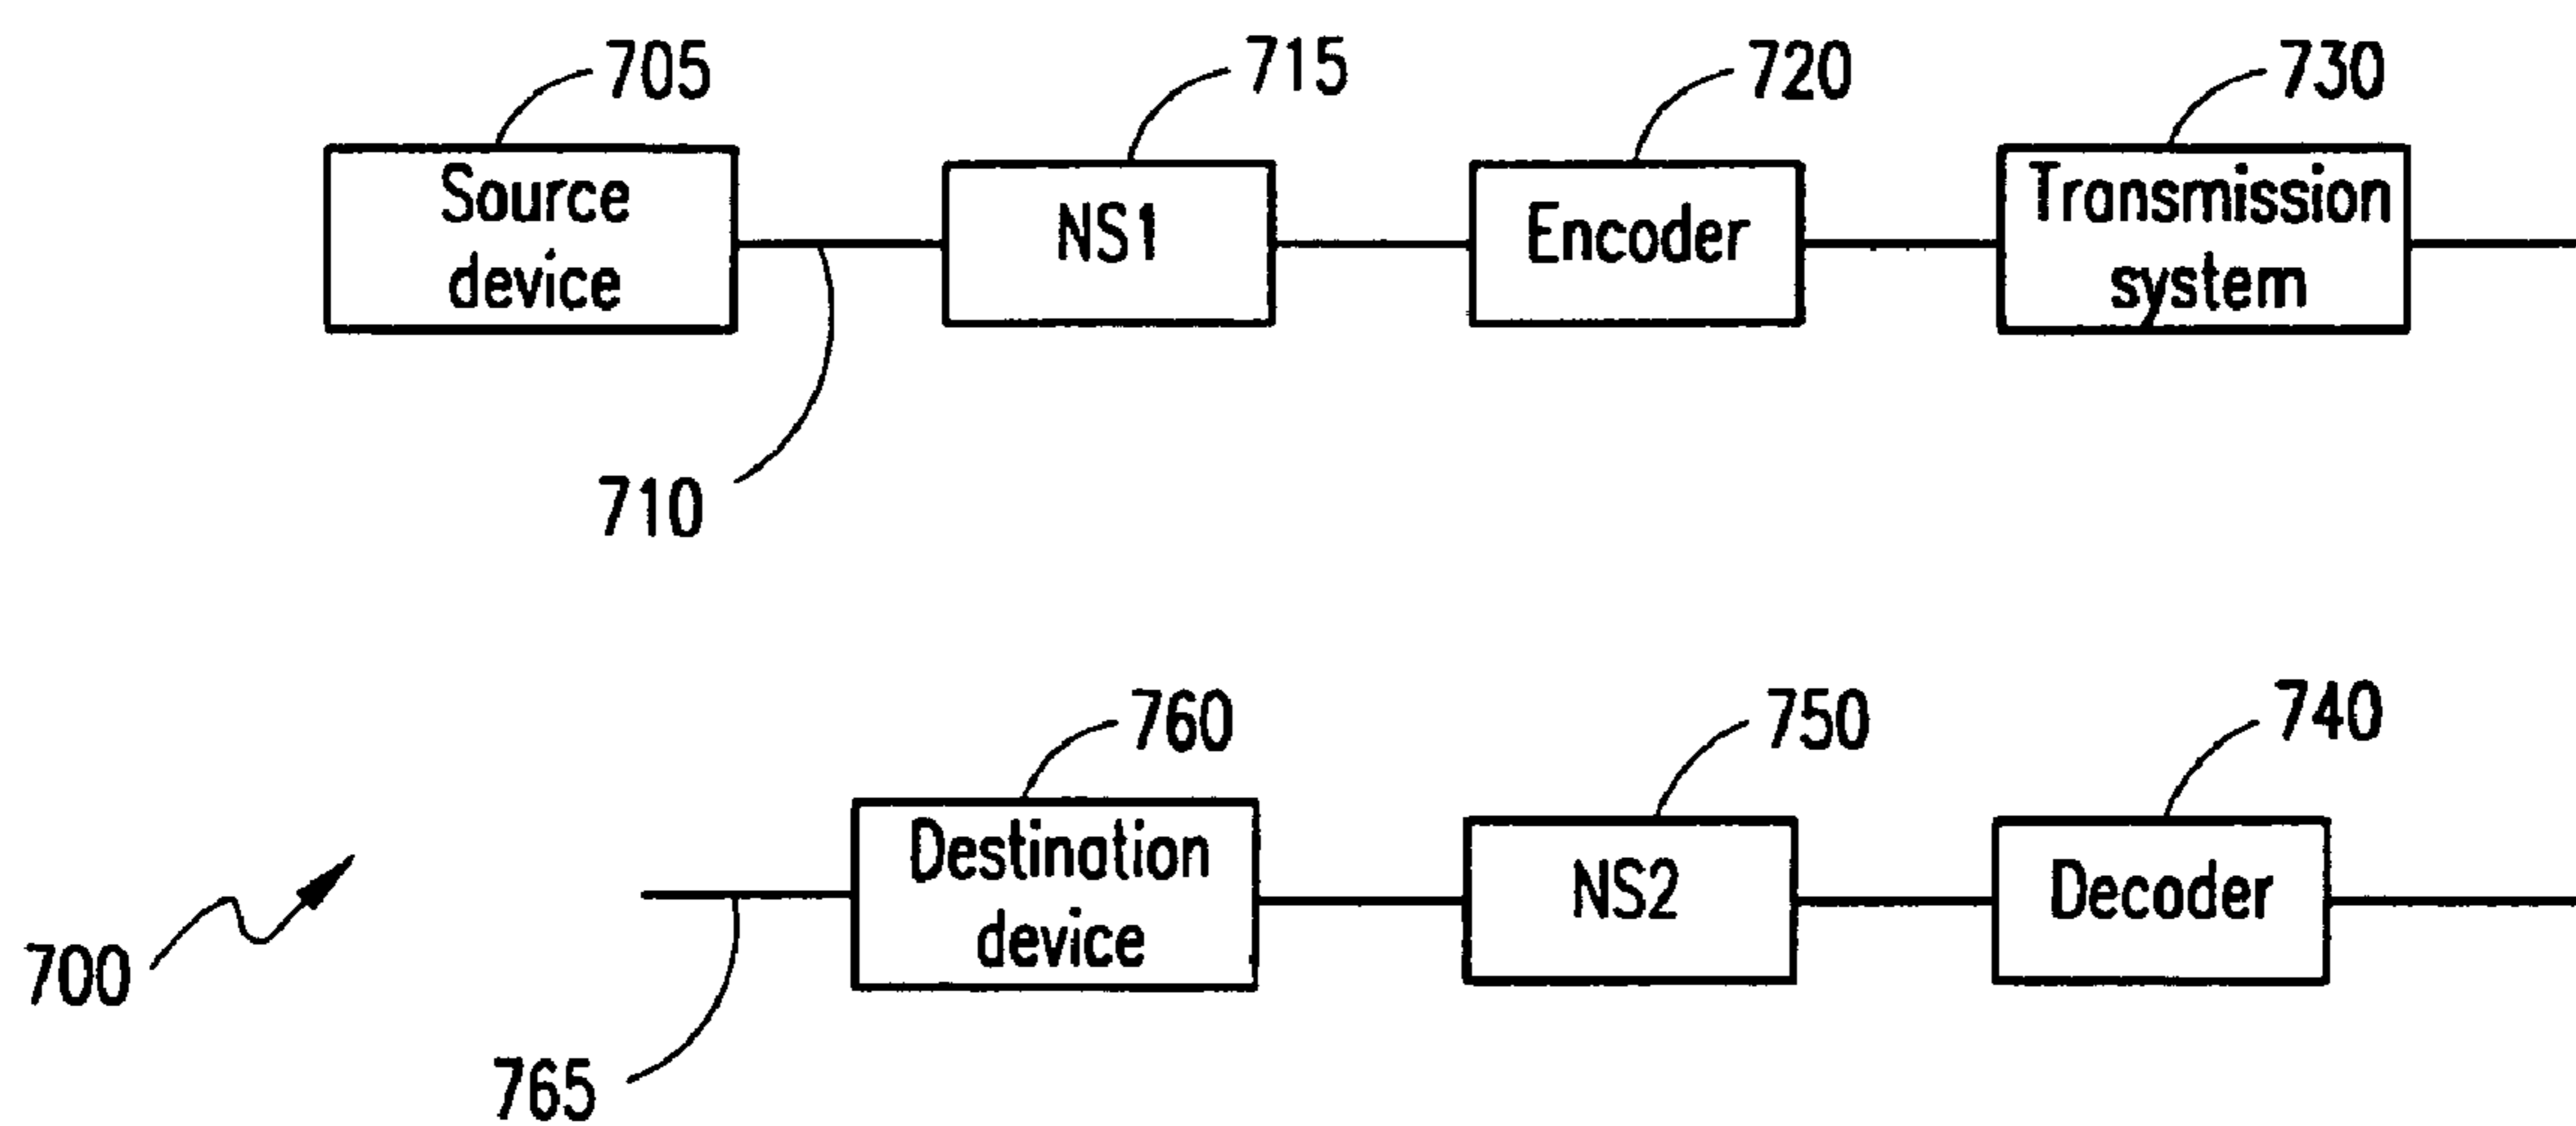 705
715
720
730
Source
device
NS1
Encoder
Transmission
system
710
760
750
740
Destination
device
NS2
Decoder
700
765